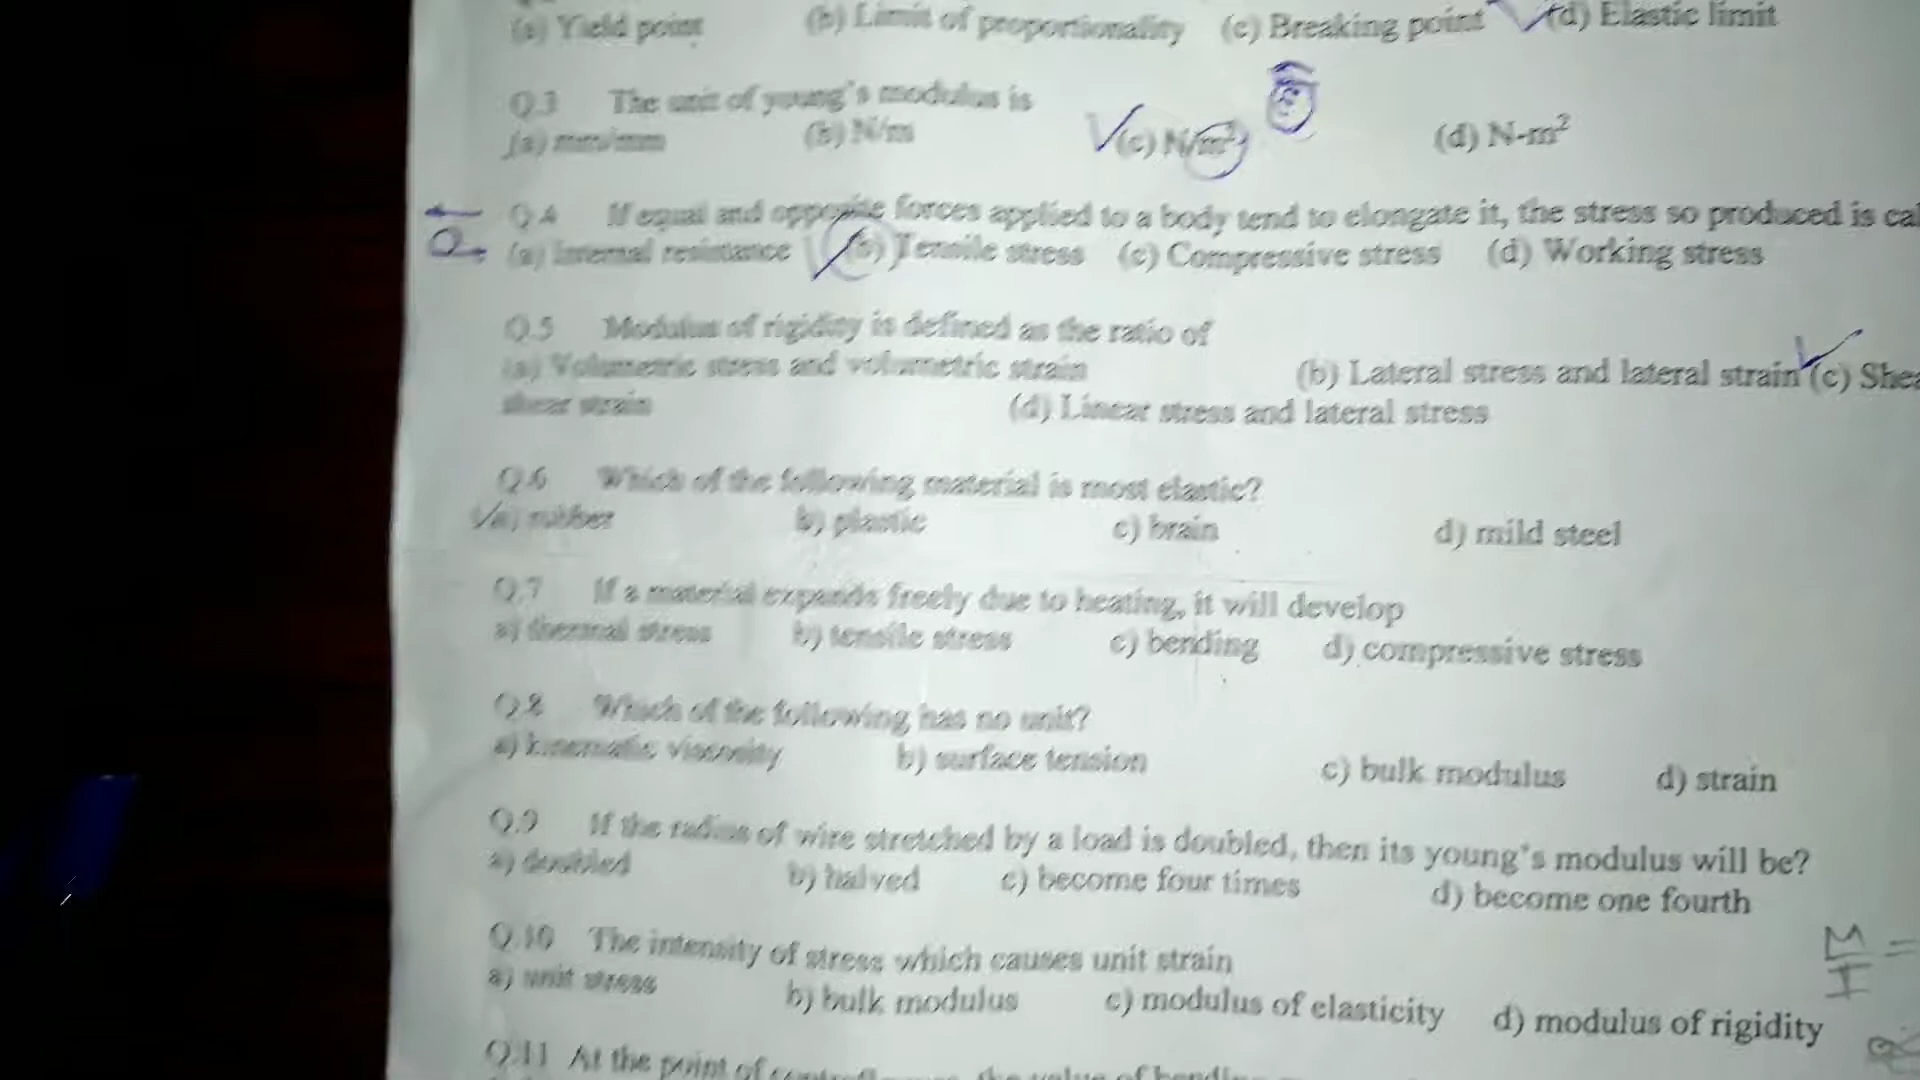 (a) Yield point (b) Limit of proportionality (c) Breaking point (d) Elastic limit
Q.3 The unit of young's modulus is
(a) mm/mm (b) N/m (c) N/m² (d) N-m²
Q.4 If equal and opposite forces applied to a body tend to elongate it, the stress so produced is cal
(a) Internal resistance (b) Tensile stress (c) Compressive stress (d) Working stress
Q.5 Modulus of rigidity is defined as the ratio of
(a) Volumetric stress and volumetric strain (b) Lateral stress and lateral strain (c) Shea
shear strain (d) Linear stress and lateral stress
Q.6 Which of the following material is most elastic?
a) rubber b) plastic c) brain d) mild steel
Q.7 If a material expands freely due to heating, it will develop
a) thermal stress b) tensile stress c) bending d) compressive stress
Q.8 Which of the following has no unit?
a) kinematic viscosity b) surface tension c) bulk modulus d) strain
Q.9 If the radius of wire stretched by a load is doubled, then its young's modulus will be?
a) doubled b) halved c) become four times d) become one fourth
Q.10 The intensity of stress which causes unit strain
a) unit stress b) bulk modulus c) modulus of elasticity d) modulus of rigidity
M/I =
Q.11 At the point of the value of